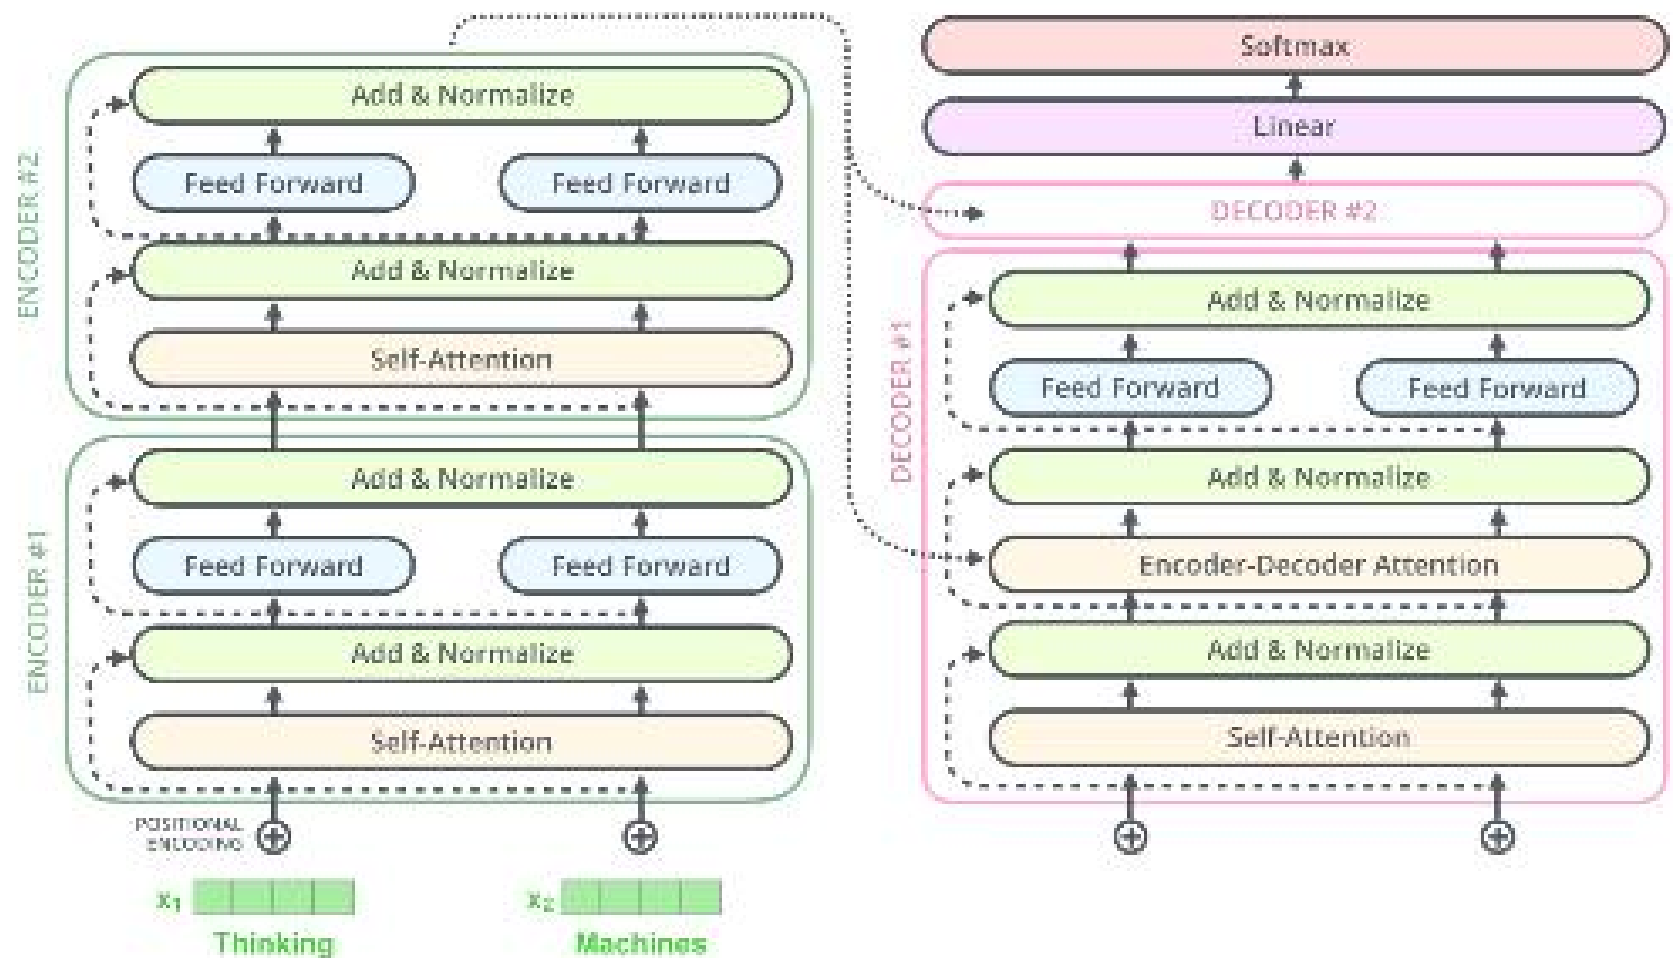 ENCODER #2
Add & Normalize
Feed Forward
Feed Forward
Add & Normalize
Self-Attention
ENCODER #1
Add & Normalize
Feed Forward
Feed Forward
Add & Normalize
Self-Attention
POSITIONAL
ENCODING
x1
x2
Thinking
Machines
Softmax
Linear
DECODER #2
DECODER #1
Add & Normalize
Feed Forward
Feed Forward
Add & Normalize
Encoder-Decoder Attention
Add & Normalize
Self-Attention